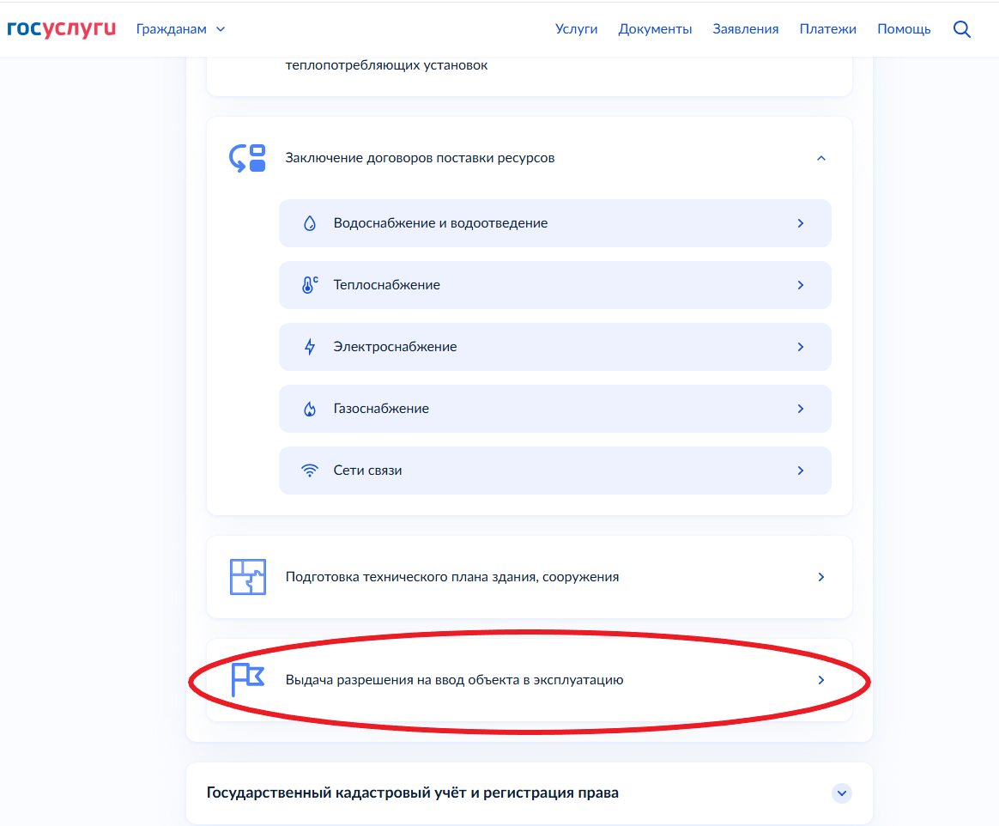 госуслуги Гражданам Услуги Документы Заявления Платежи Помощь
теплопотребляющих установок
Заключение договоров поставки ресурсов
Водоснабжение и водоотведение
Теплоснабжение
Электроснабжение
Газоснабжение
Сети связи
Подготовка технического плана здания, сооружения
Выдача разрешения на ввод объекта в эксплуатацию
Государственный кадастровый учёт и регистрация права